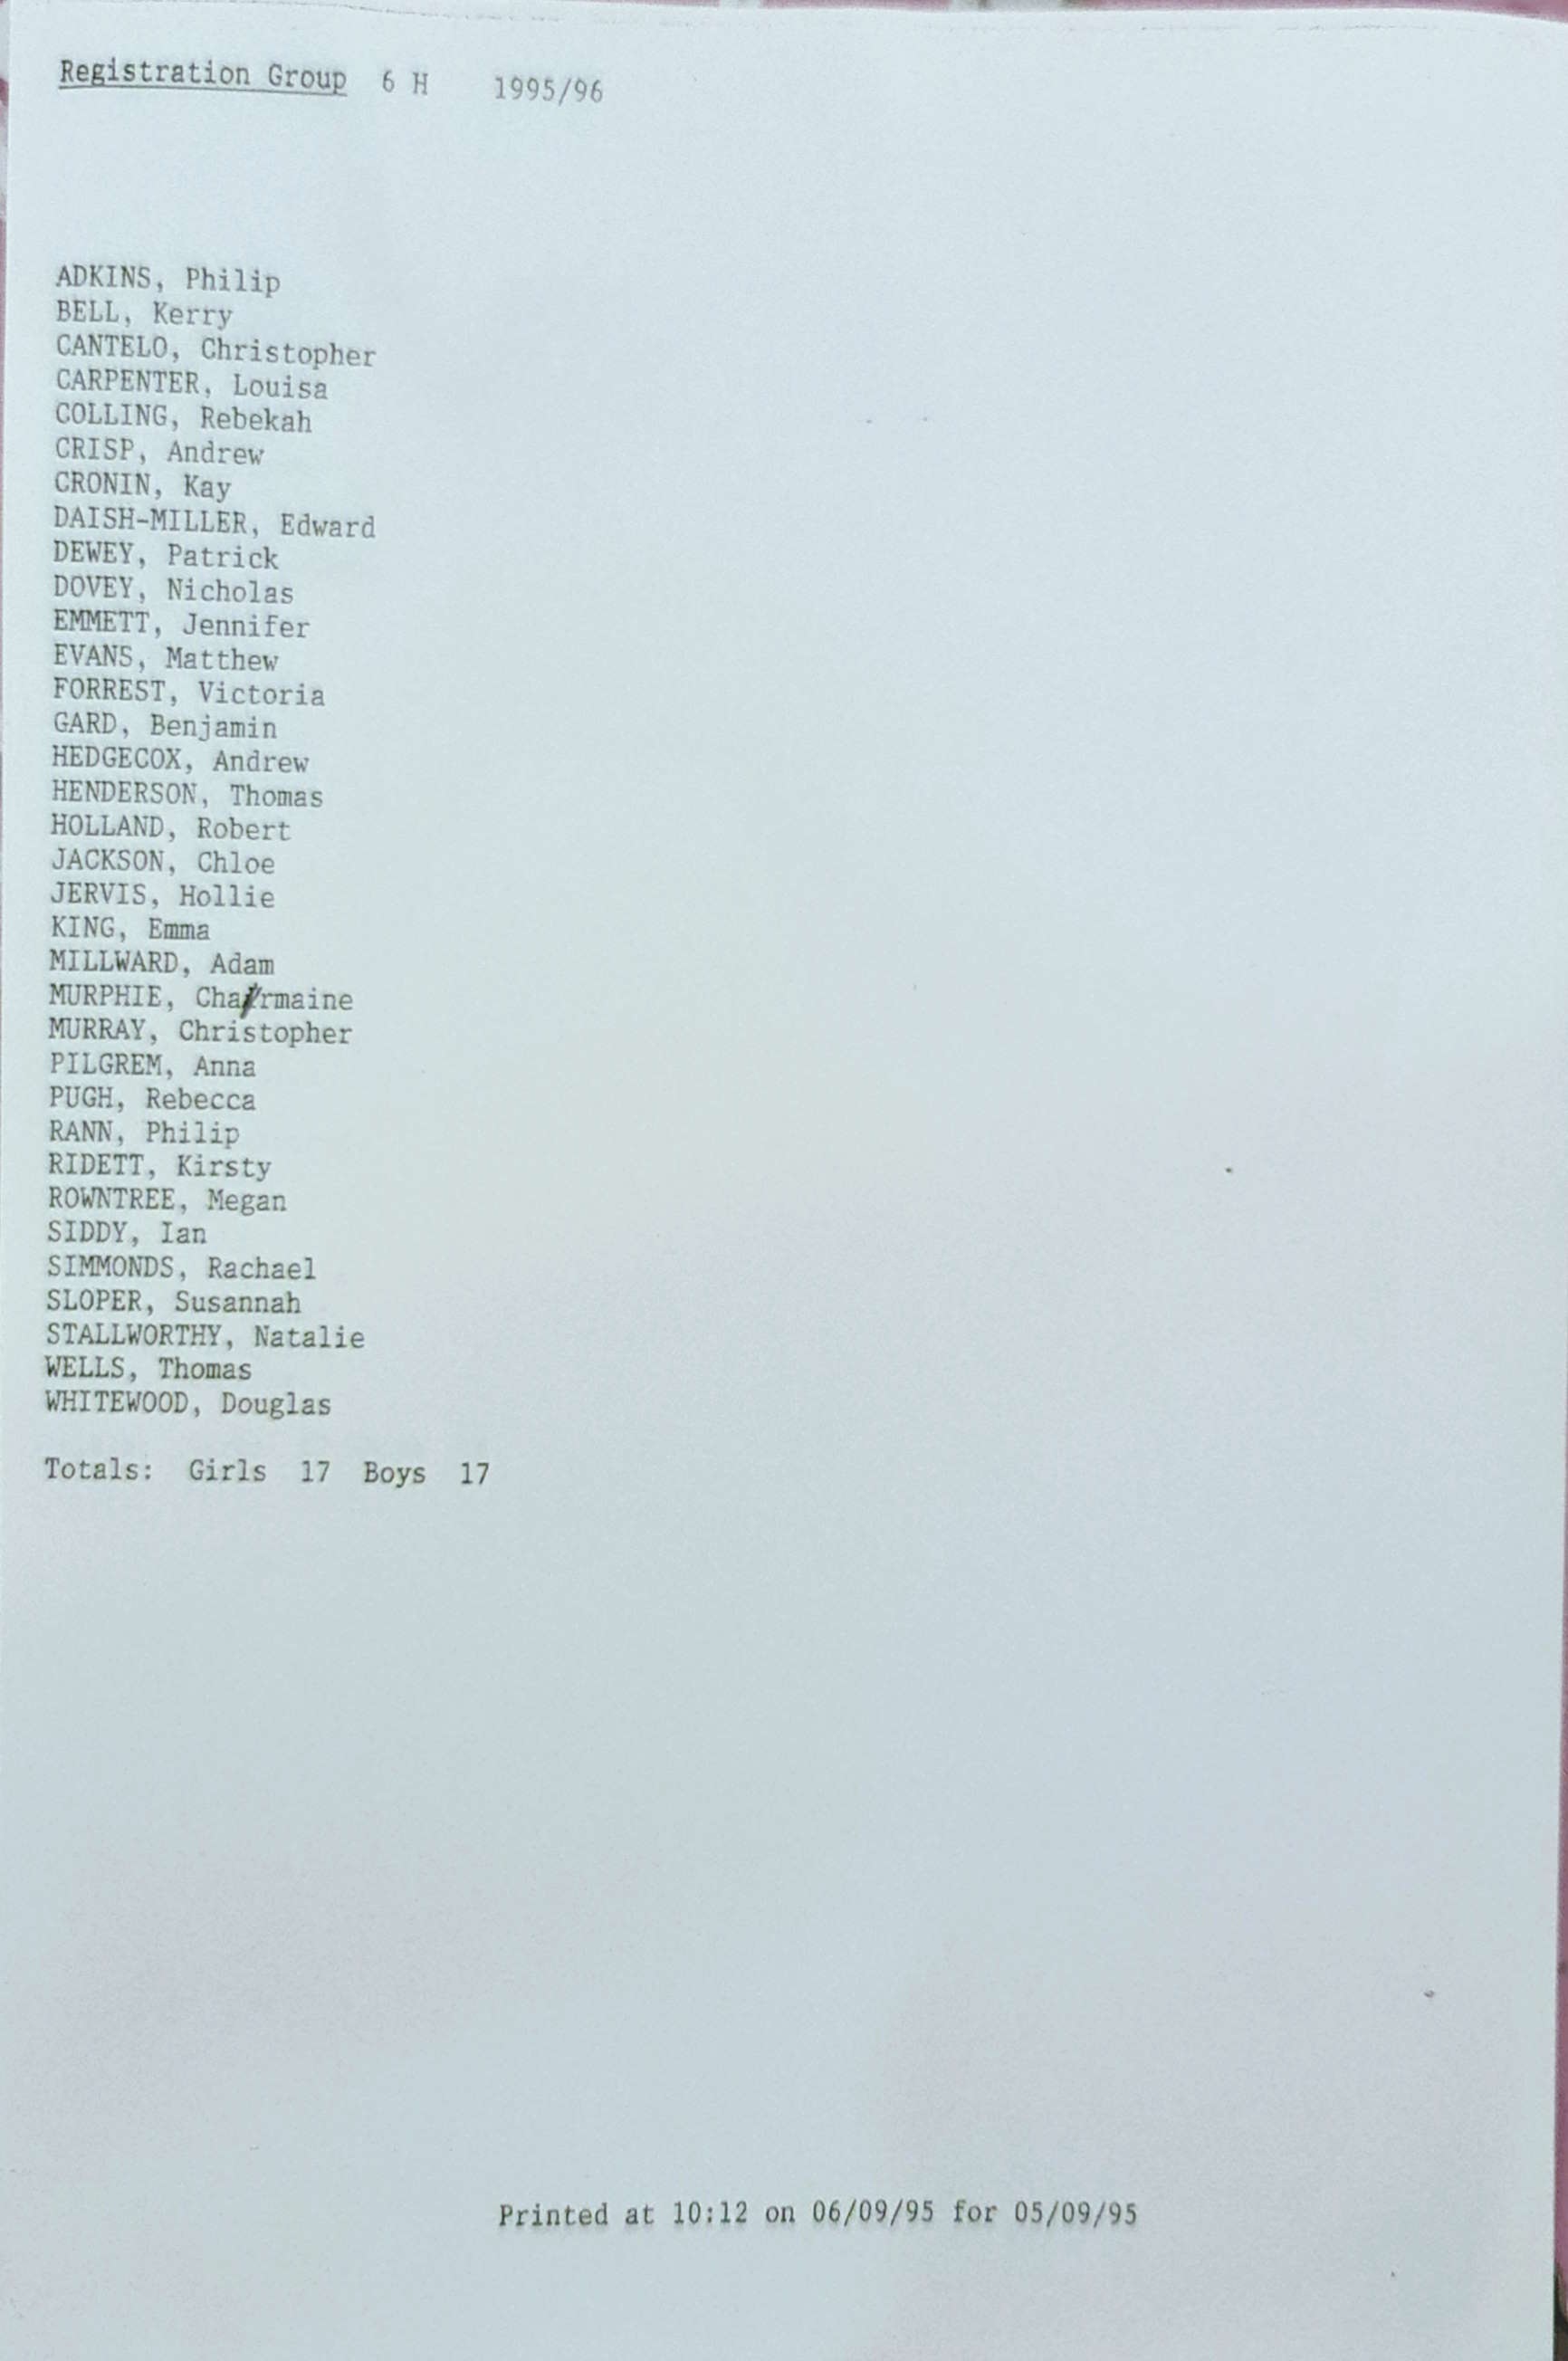 Registration Group 6 H 1995/96
ADKINS, Philip
BELL, Kerry
CANTELO, Christopher
CARPENTER, Louisa
COLLING, Rebekah
CRISP, Andrew
CRONIN, Kay
DAISH-MILLER, Edward
DEWEY, Patrick
DOVEY, Nicholas
EMMETT, Jennifer
EVANS, Matthew
FORREST, Victoria
GARD, Benjamin
HEDGECOX, Andrew
HENDERSON, Thomas
HOLLAND, Robert
JACKSON, Chloe
JERVIS, Hollie
KING, Emma
MILLWARD, Adam
MURPHIE, Charmaine
MURRAY, Christopher
PILGREM, Anna
PUGH, Rebecca
RANN, Philip
RIDETT, Kirsty
ROWNTREE, Megan
SIDDY, Ian
SIMMONDS, Rachael
SLOPER, Susannah
STALLWORTHY, Natalie
WELLS, Thomas
WHITEWOOD, Douglas
Totals: Girls 17 Boys 17
Printed at 10:12 on 06/09/95 for 05/09/95